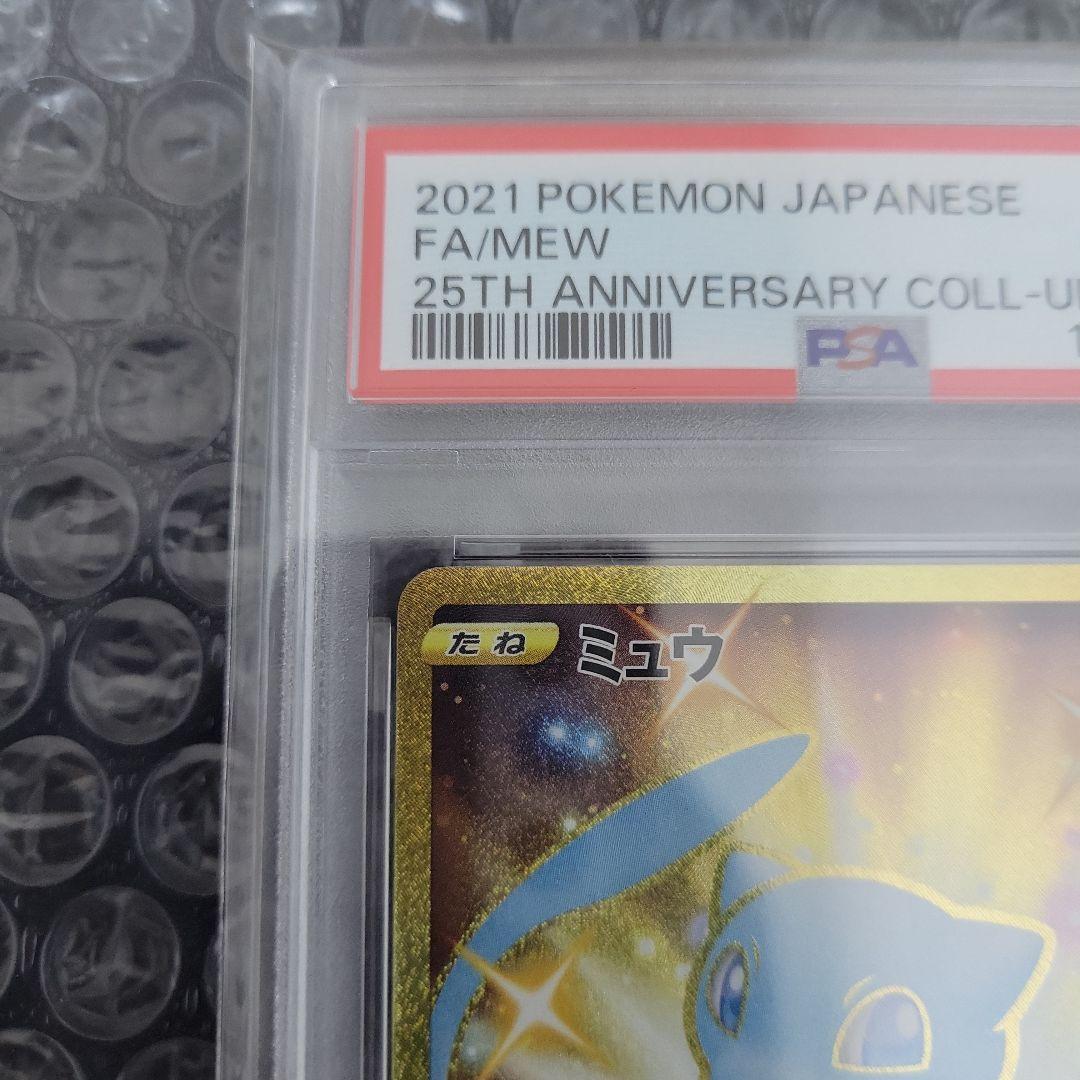 2021 POKEMON JAPANESE
FA/MEW
25TH ANNIVERSARY COLL-
PSA
たね ミュウ